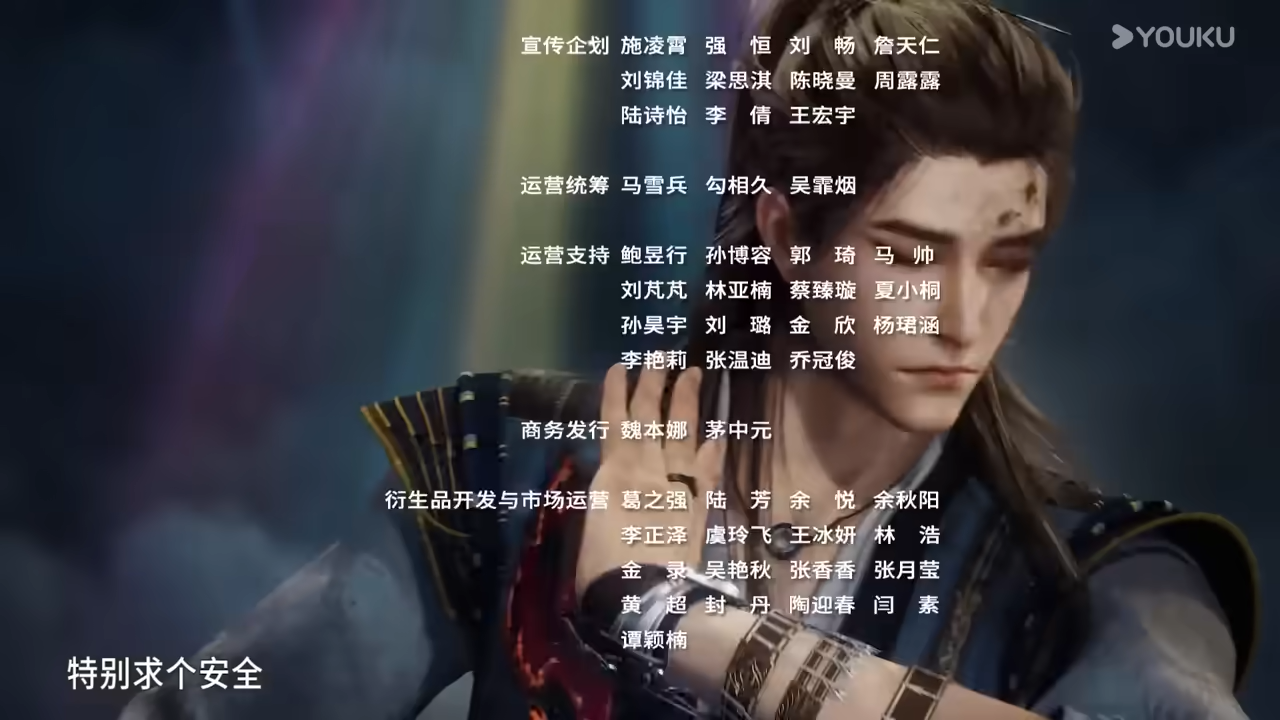 YOUKU
宣传企划 施凌霄 强 恒 刘 畅 詹天仁
刘锦佳 梁思淇 陈晓曼 周露露
陆诗怡 李 倩 王宏宇
运营统筹 马雪兵 勾相久 吴霏烟
运营支持 鲍昱行 孙博容 郭 琦 马 帅
刘芃芃 林亚楠 蔡臻璇 夏小桐
孙昊宇 刘 璐 金 欣 杨珺涵
李艳莉 张温迪 乔冠俊
商务发行 魏本娜 茅中元
衍生品开发与市场运营 葛之强 陆 芳 余 悦 余秋阳
李正泽 虞玲飞 王冰妍 林 浩
金 录 吴艳秋 张香香 张月莹
黄 超 封 丹 陶迎春 闫 素
谭颖楠
特别求个安全